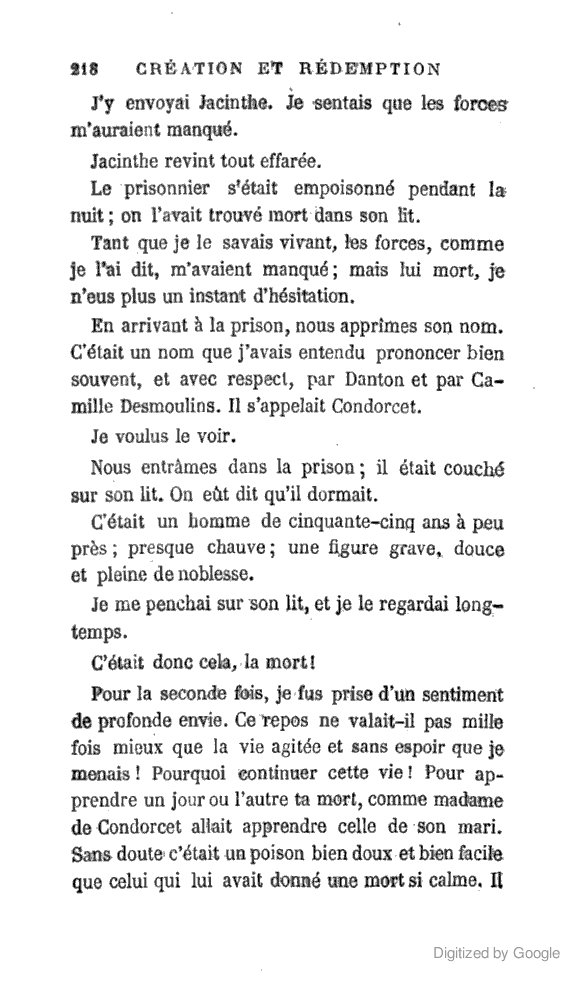 218 CRÉATION ET RÉDEMPTION
J'y envoyai Jacinthe. Je sentais que les forces
m'auraient manqué.
Jacinthe revint tout effarée.
Le prisonnier s'était empoisonné pendant la
nuit ; on l'avait trouvé mort dans son lit.
Tant que je le savais vivant, les forces, comme
je l'ai dit, m'avaient manqué ; mais lui mort, je
n'eus plus un instant d'hésitation.
En arrivant à la prison, nous apprîmes son nom.
C'était un nom que j'avais entendu prononcer bien
souvent, et avec respect, par Danton et par Ca-
mille Desmoulins. Il s'appelait Condorcet.
Je voulus le voir.
Nous entrâmes dans la prison ; il était couché
sur son lit. On eût dit qu'il dormait.
C'était un homme de cinquante-cinq ans à peu
près ; presque chauve ; une figure grave, douce
et pleine de noblesse.
Je me penchai sur son lit, et je le regardai long-
temps.
C'était donc cela, la mort !
Pour la seconde fois, je fus prise d'un sentiment
de profonde envie. Ce repos ne valait-il pas mille
fois mieux que la vie agitée et sans espoir que je
menais ! Pourquoi continuer cette vie ! Pour ap-
prendre un jour ou l'autre ta mort, comme madame
de Condorcet allait apprendre celle de son mari.
Sans doute c'était un poison bien doux et bien facile
que celui qui lui avait donné une mort si calme. Il
Digitized by Google